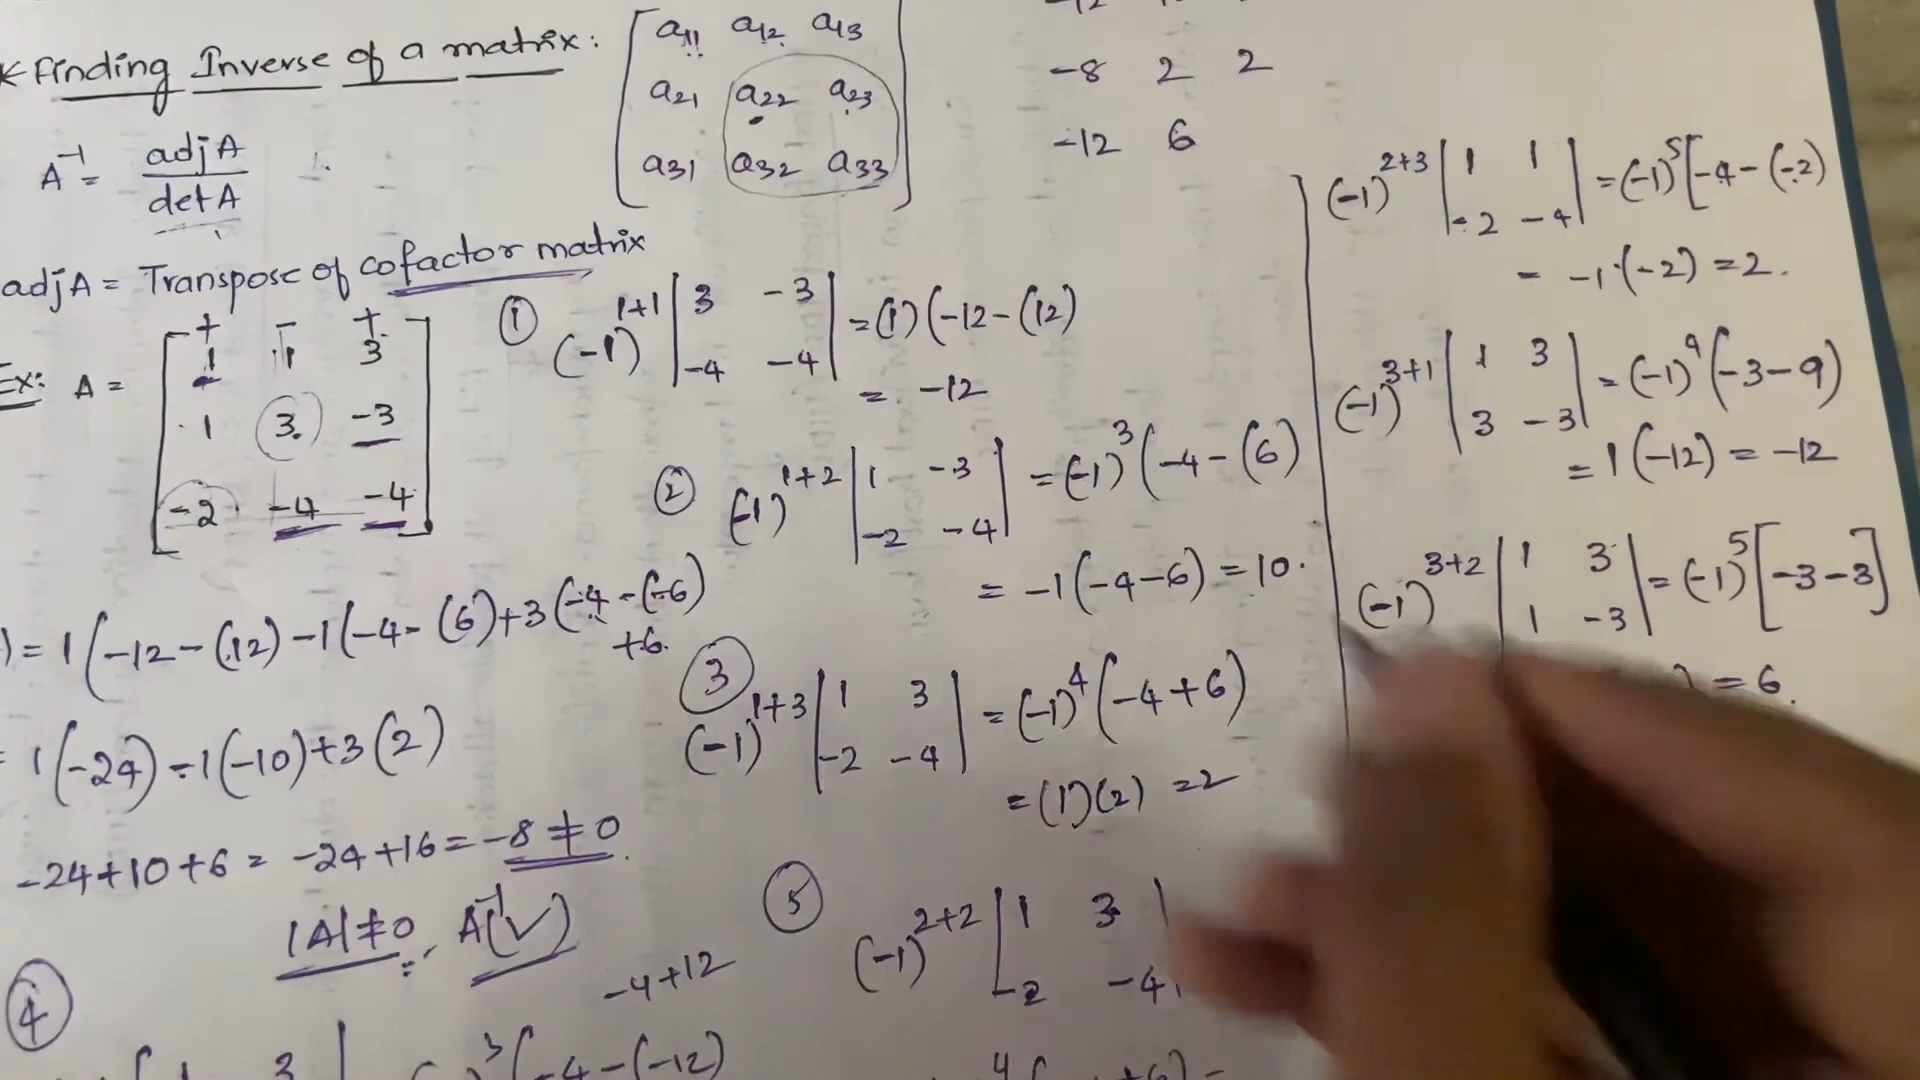 * Finding Inverse of a matrix:
a11 a12 a13
a21 a22 a23
a31 a32 a33
A⁻¹ = adjA / detA
adjA = Transpose of cofactor matrix
+ - +
Ex: A = 1 1 3
1 3 -3
-2 -4 -4
) = 1(-12-(12)-1(-4-(6)+3(-4-(-6)
+6
= 1(-24)-1(-10)+3(2)
-24+10+6 = -24+16 = -8 ≠ 0
|A| ≠ 0, A⁻¹(✓)
④
3
3(-4-(-12)
-4+12
① (-1)^1+1 |3 -3|
|-4 -4| = (1)(-12-(12)
= -12
② (-1)^1+2 |1 -3|
|-2 -4| = (-1)^3(-4-(6)
= -1(-4-6) = 10.
③ (-1)^1+3 |1 3|
|-2 -4| = (-1)^4(-4+6)
= (1)(2) = 2
⑤ (-1)^2+2 |1 3|
-2 -4
-8 2 2
-12 6
(-1)^2+3 |1 1|
|-2 -4| = (-1)^5[-4-(-2)
= -1·(-2) = 2.
(-1)^3+1 |1 3|
|3 -3| = (-1)^4(-3-9)
= 1(-12) = -12
(-1)^3+2 |1 3|
|1 -3| = (-1)^5[-3-3]
) = 6.